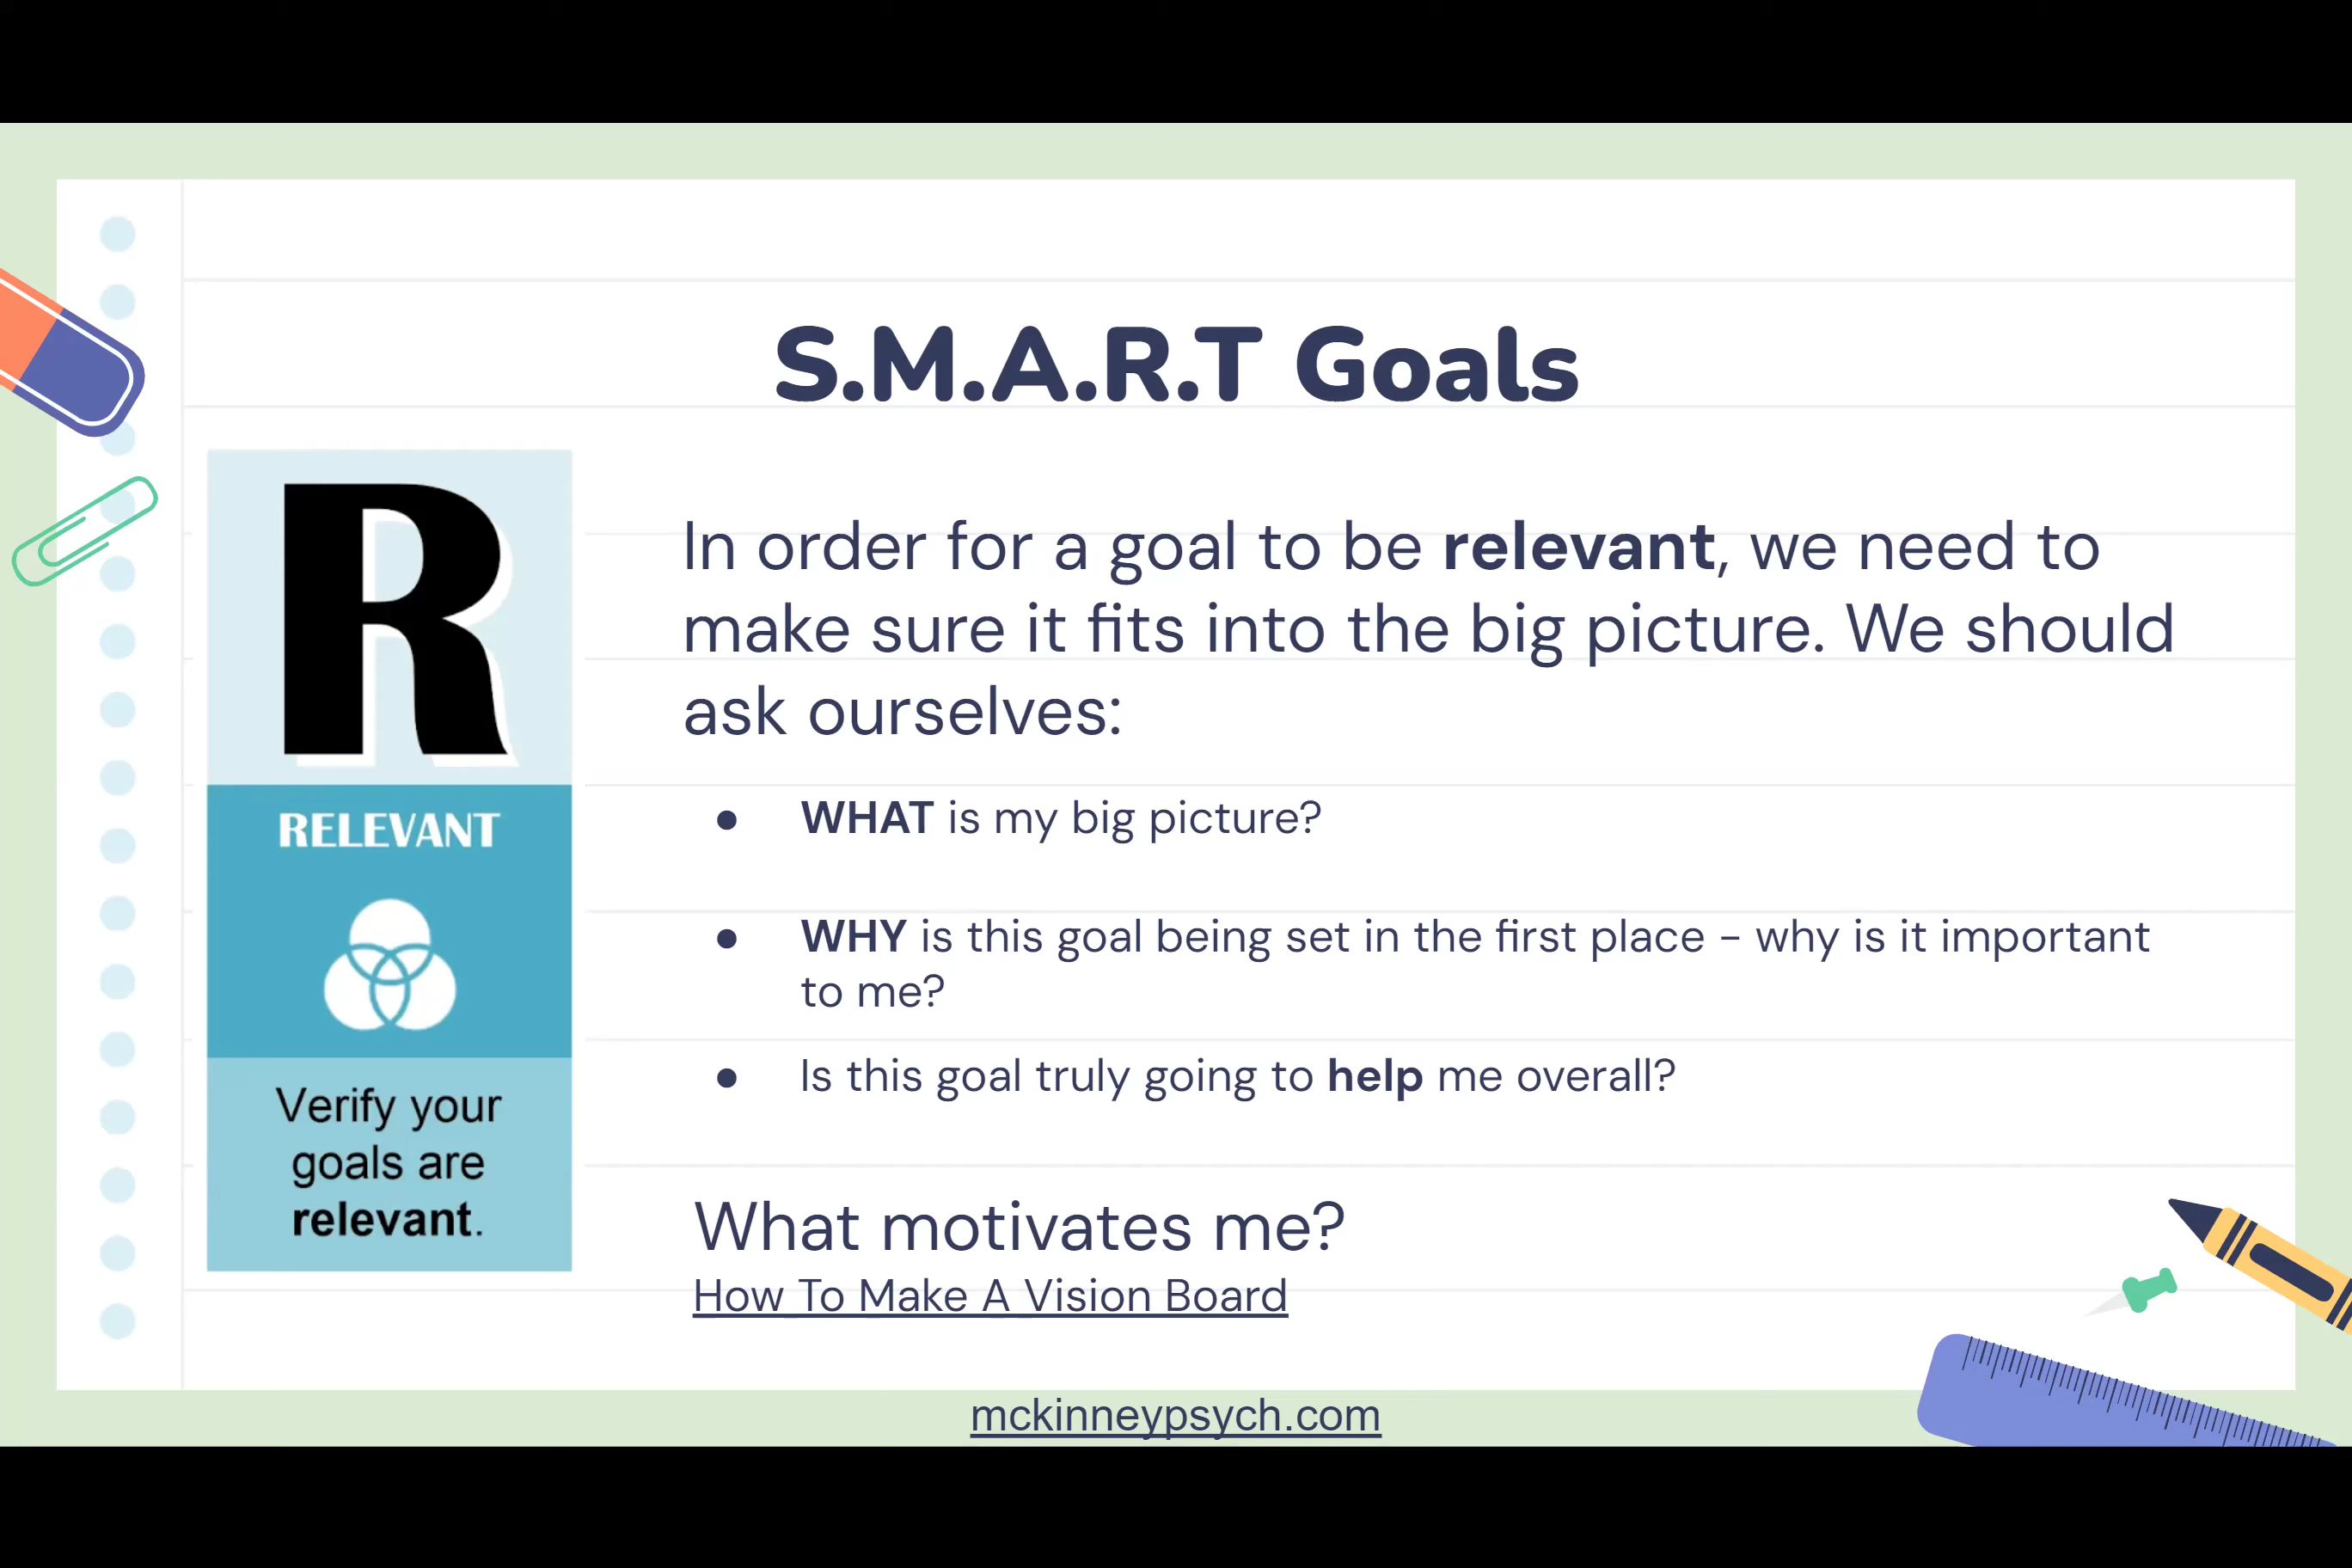 S.M.A.R.T Goals
R
RELEVANT
Verify your
goals are
relevant.
In order for a goal to be relevant, we need to
make sure it fits into the big picture. We should
ask ourselves:
● WHAT is my big picture?
● WHY is this goal being set in the first place - why is it important
to me?
● Is this goal truly going to help me overall?
What motivates me?
How To Make A Vision Board
mckinneypsych.com